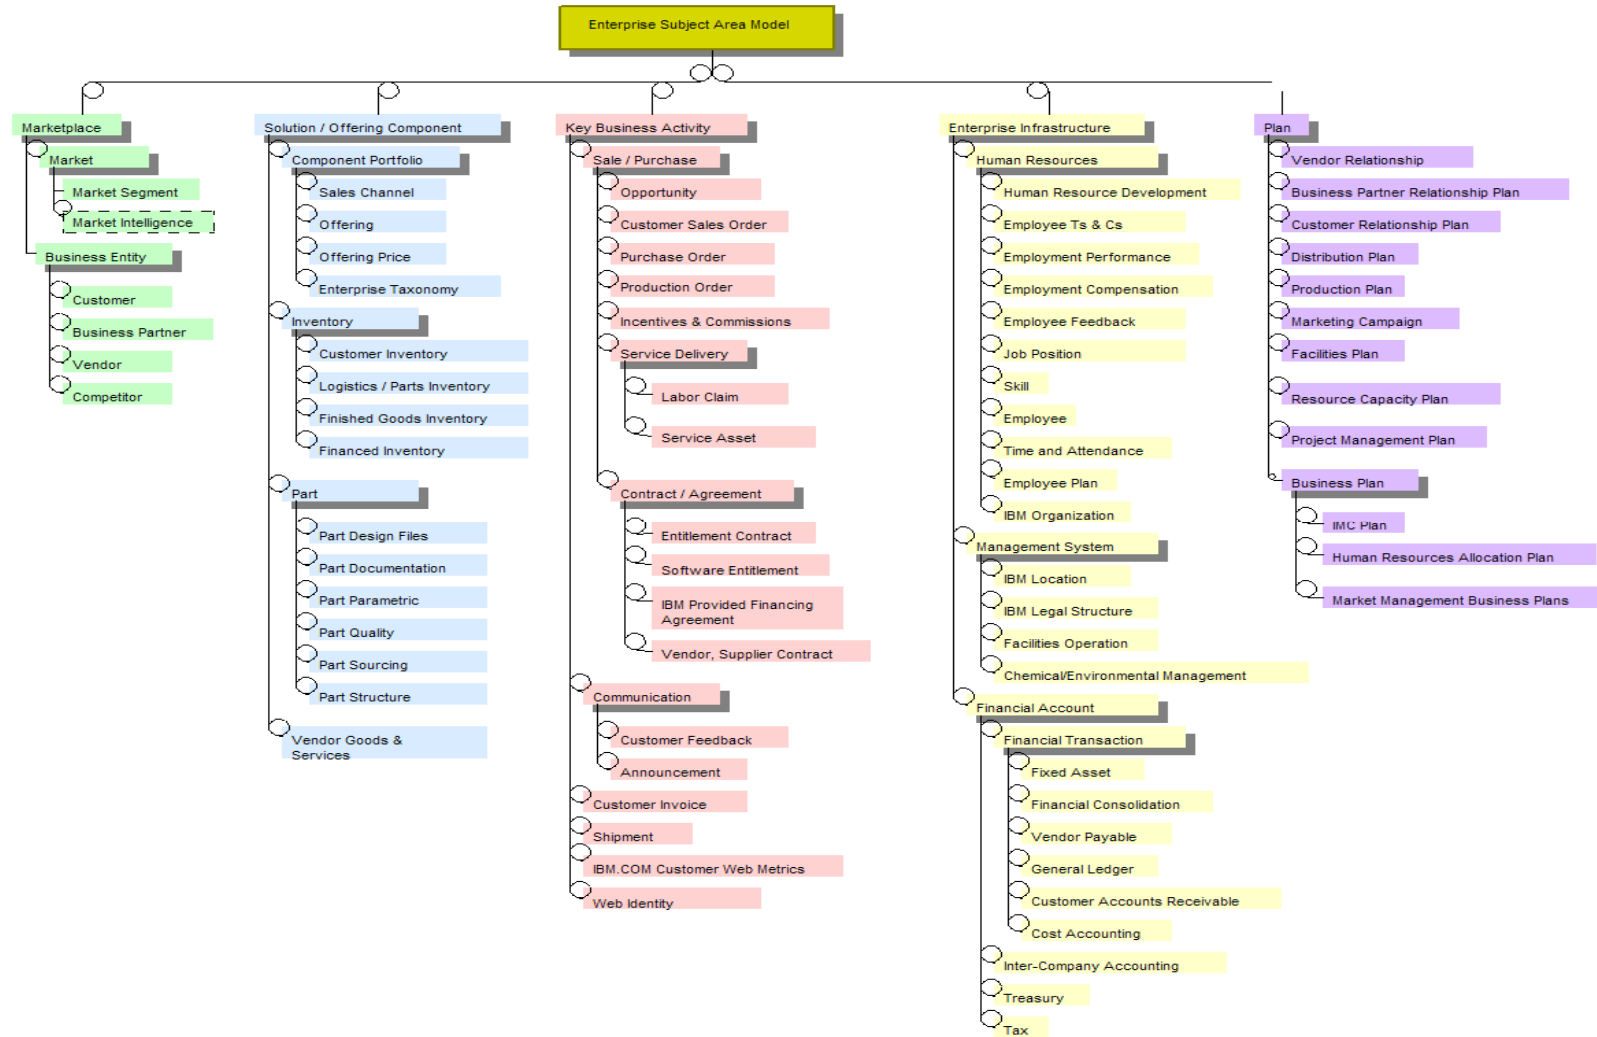 Enterprise Subject Area Model
Marketplace
Market
Market Segment
Market Intelligence
Business Entity
Customer
Business Partner
Vendor
Competitor
Solution / Offering Component
Component Portfolio
Sales Channel
Offering
Offering Price
Enterprise Taxonomy
Inventory
Customer Inventory
Logistics / Parts Inventory
Finished Goods Inventory
Financed Inventory
Part
Part Design Files
Part Documentation
Part Parametric
Part Quality
Part Sourcing
Part Structure
Vendor Goods &
Services
Key Business Activity
Sale / Purchase
Opportunity
Customer Sales Order
Purchase Order
Production Order
Incentives & Commissions
Service Delivery
Labor Claim
Service Asset
Contract / Agreement
Entitlement Contract
Software Entitlement
IBM Provided Financing
Agreement
Vendor, Supplier Contract
Communication
Customer Feedback
Announcement
Customer Invoice
Shipment
IBM.COM Customer Web Metrics
Web Identity
Enterprise Infrastructure
Human Resources
Human Resource Development
Employee Ts & Cs
Employment Performance
Employment Compensation
Employee Feedback
Job Position
Skill
Employee
Time and Attendance
Employee Plan
IBM Organization
Management System
IBM Location
IBM Legal Structure
Facilities Operation
Chemical/Environmental Management
Financial Account
Financial Transaction
Fixed Asset
Financial Consolidation
Vendor Payable
General Ledger
Customer Accounts Receivable
Cost Accounting
Inter-Company Accounting
Treasury
Tax
Plan
Vendor Relationship
Business Partner Relationship Plan
Customer Relationship Plan
Distribution Plan
Production Plan
Marketing Campaign
Facilities Plan
Resource Capacity Plan
Project Management Plan
Business Plan
IMC Plan
Human Resources Allocation Plan
Market Management Business Plans